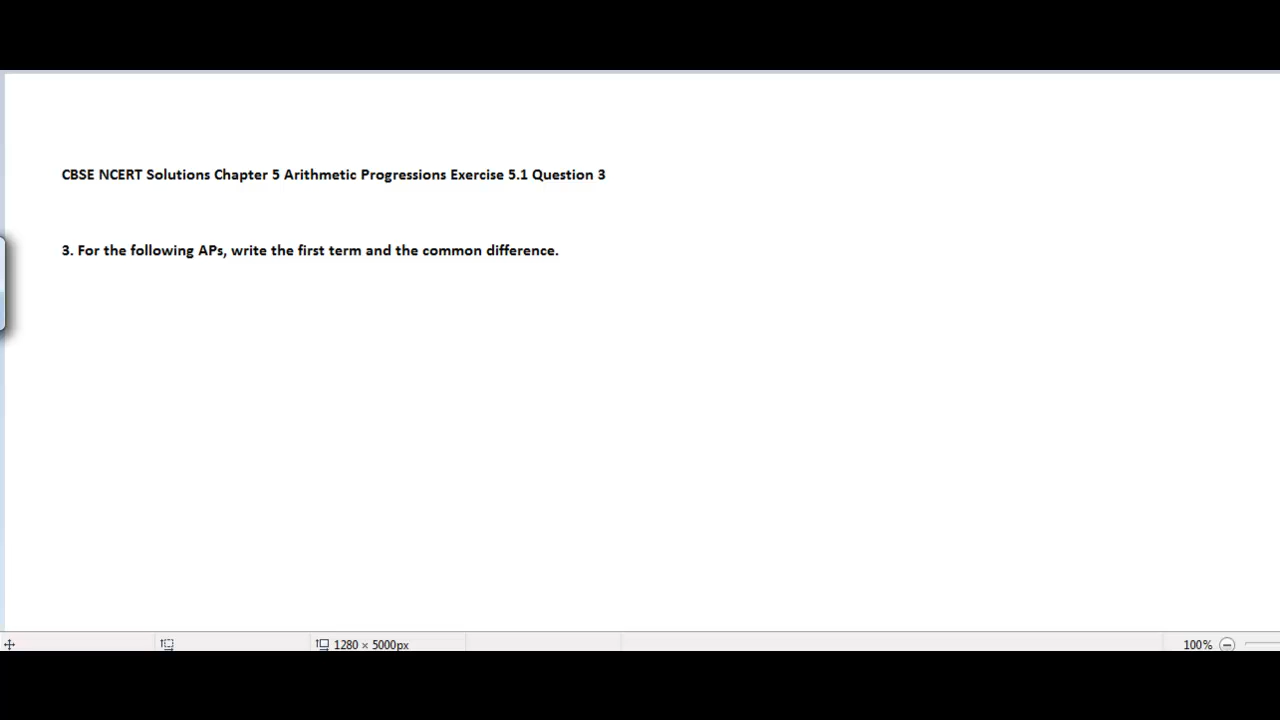 CBSE NCERT Solutions Chapter 5 Arithmetic Progressions Exercise 5.1 Question 3
3. For the following APs, write the first term and the common difference.
1280 × 5000px
100%